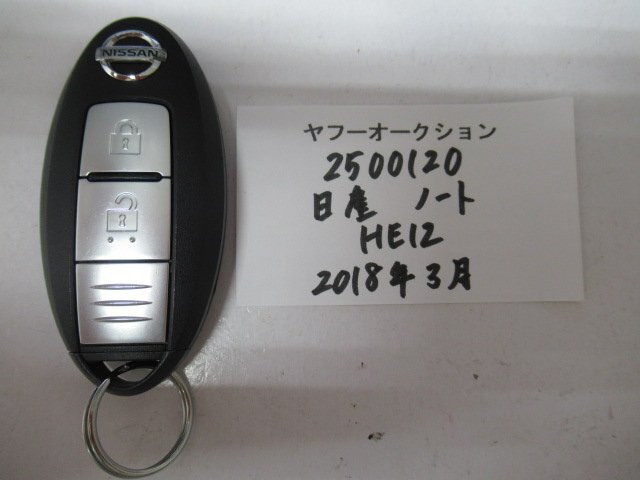 NISSAN
ヤフーオークション
2500120
日産 ノート
HE12
2018年3月